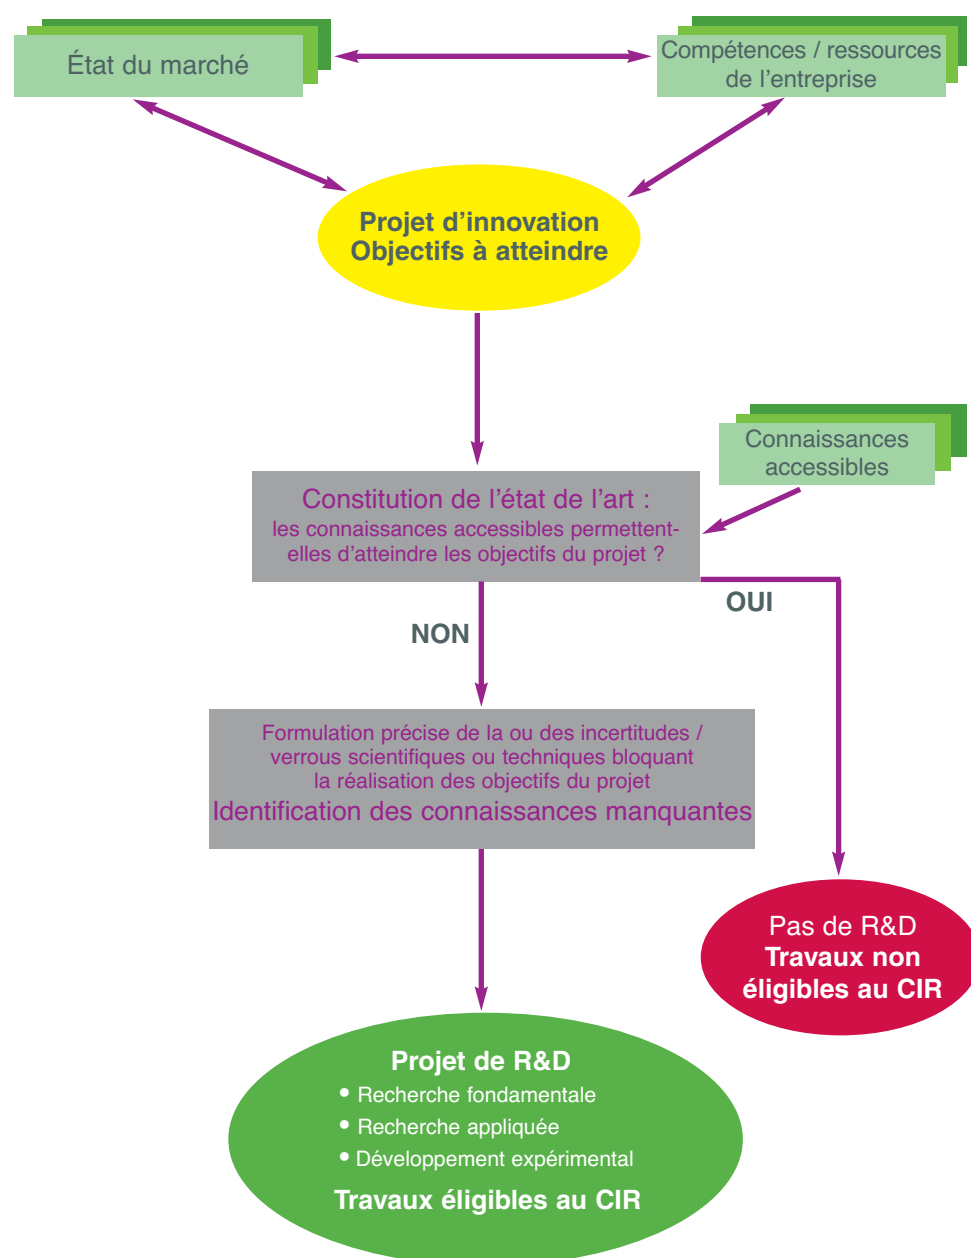 État du marché
Compétences / ressources
de l’entreprise
Projet d’innovation
Objectifs à atteindre
Connaissances
accessibles
Constitution de l’état de l’art :
les connaissances accessibles permettent-
elles d’atteindre les objectifs du projet ?
OUI
NON
Formulation précise de la ou des incertitudes /
verrous scientifiques ou techniques bloquant
la réalisation des objectifs du projet
Identification des connaissances manquantes
Pas de R&D
Travaux non
éligibles au CIR
Projet de R&D
• Recherche fondamentale
• Recherche appliquée
• Développement expérimental
Travaux éligibles au CIR